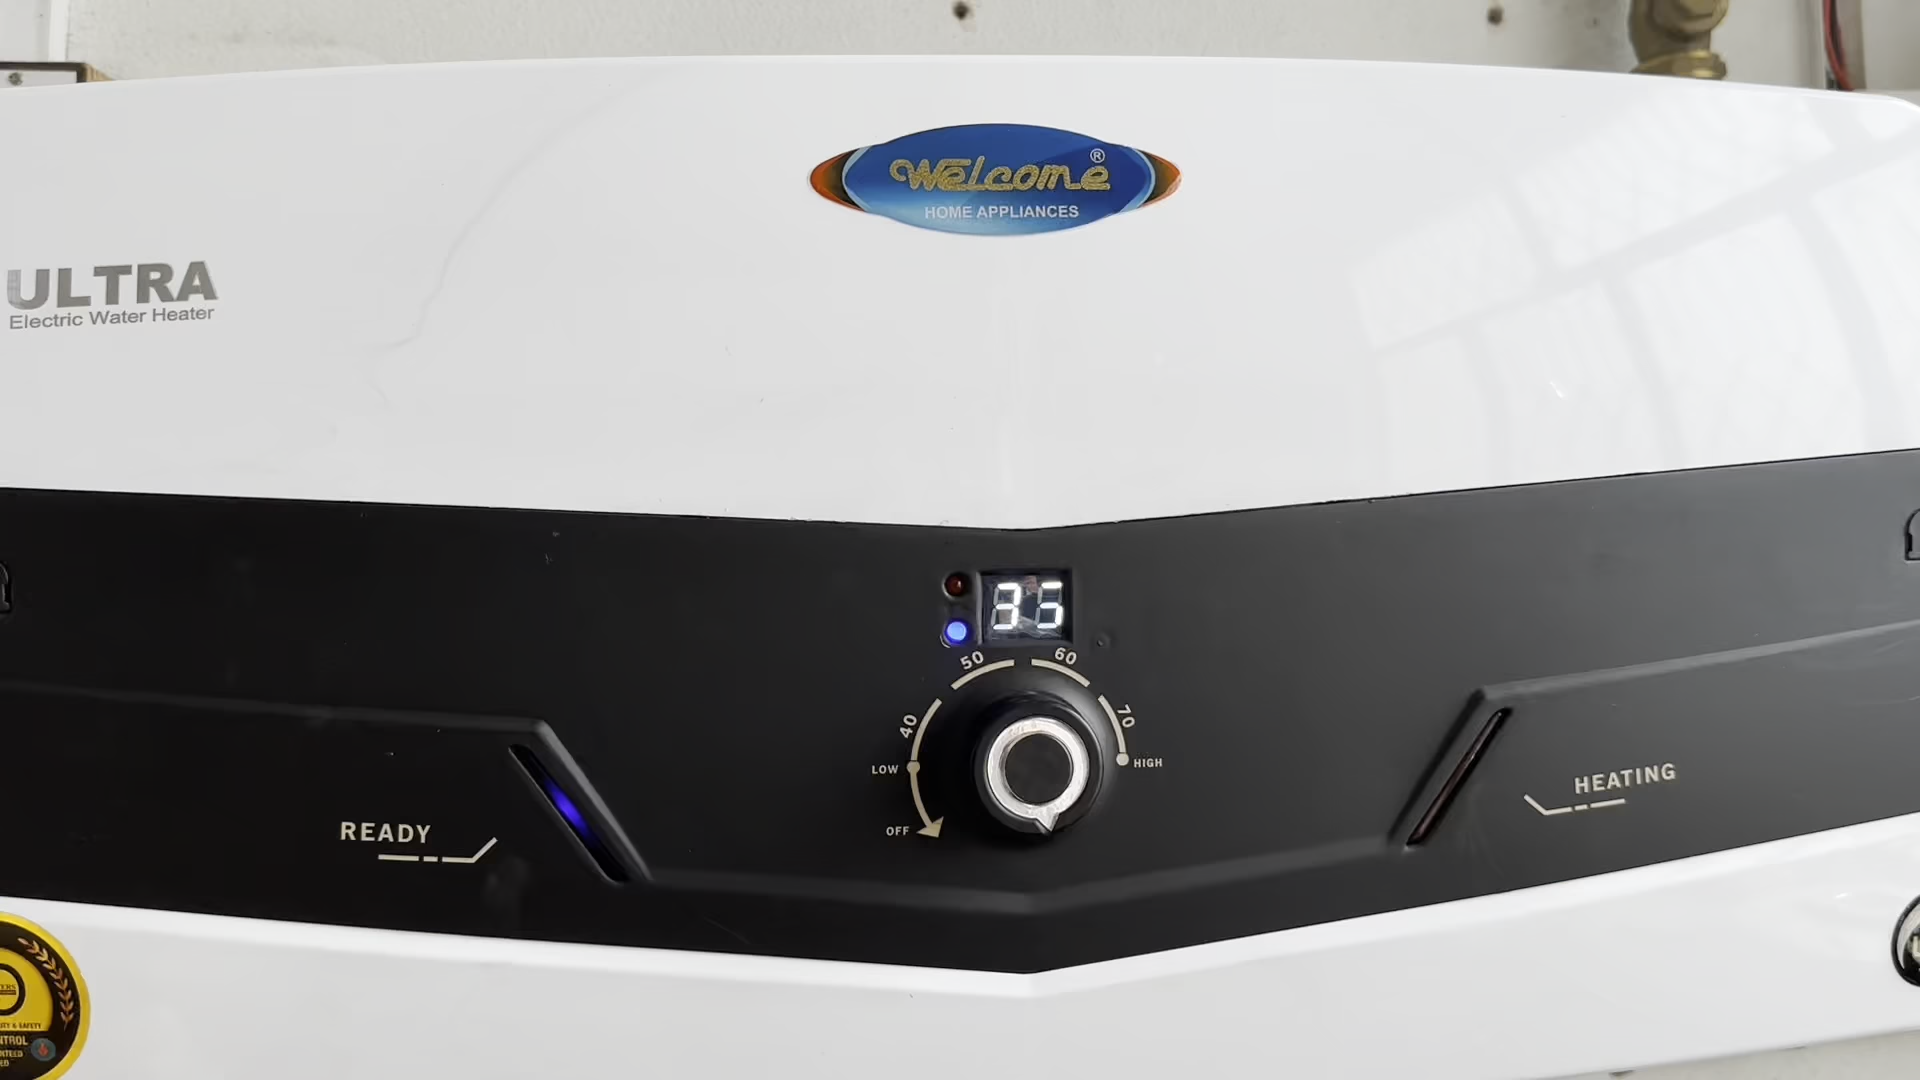 Welcome ®
HOME APPLIANCES
ULTRA
Electric Water Heater
35
50 60
40 70
LOW HIGH
OFF
HEATING
READY